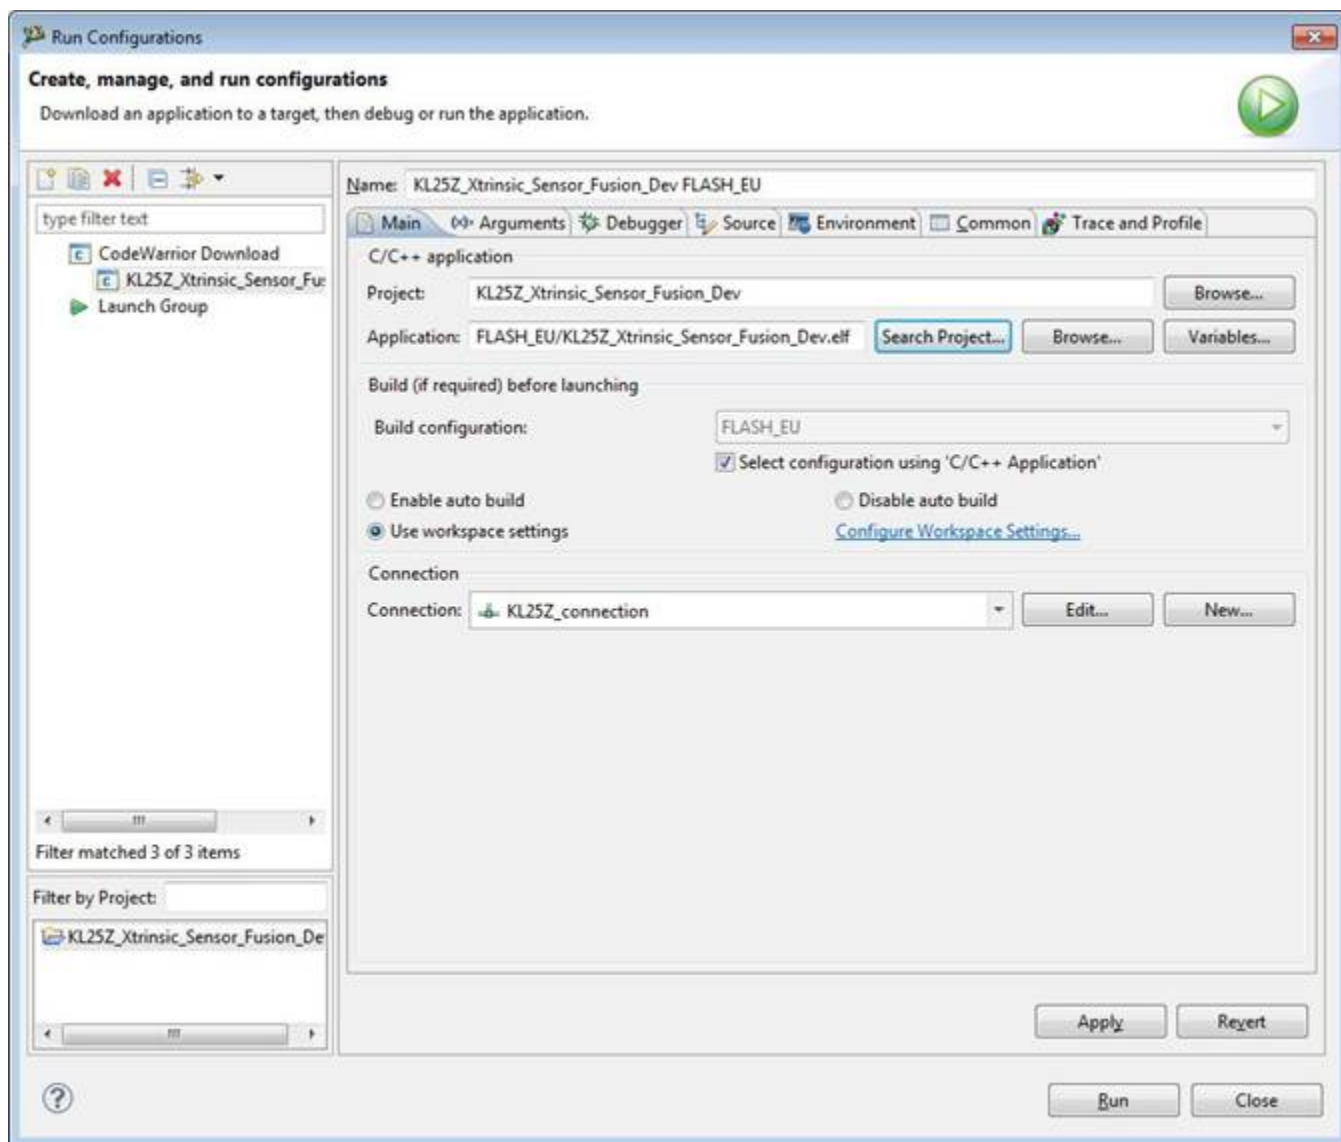 Run Configurations
Create, manage, and run configurations
Download an application to a target, then debug or run the application.
type filter text
CodeWarrior Download
KL25Z_Xtrinsic_Sensor_Fus
Launch Group
Filter matched 3 of 3 items
Filter by Project:
KL25Z_Xtrinsic_Sensor_Fusion_De
Name: KL25Z_Xtrinsic_Sensor_Fusion_Dev FLASH_EU
Main Arguments Debugger Source Environment Common Trace and Profile
C/C++ application
Project: KL25Z_Xtrinsic_Sensor_Fusion_Dev Browse...
Application: FLASH_EU/KL25Z_Xtrinsic_Sensor_Fusion_Dev.elf Search Project... Browse... Variables...
Build (if required) before launching
Build configuration: FLASH_EU
Select configuration using 'C/C++ Application'
Enable auto build Disable auto build
Use workspace settings Configure Workspace Settings...
Connection
Connection: KL25Z_connection Edit... New...
Apply Revert
? Run Close